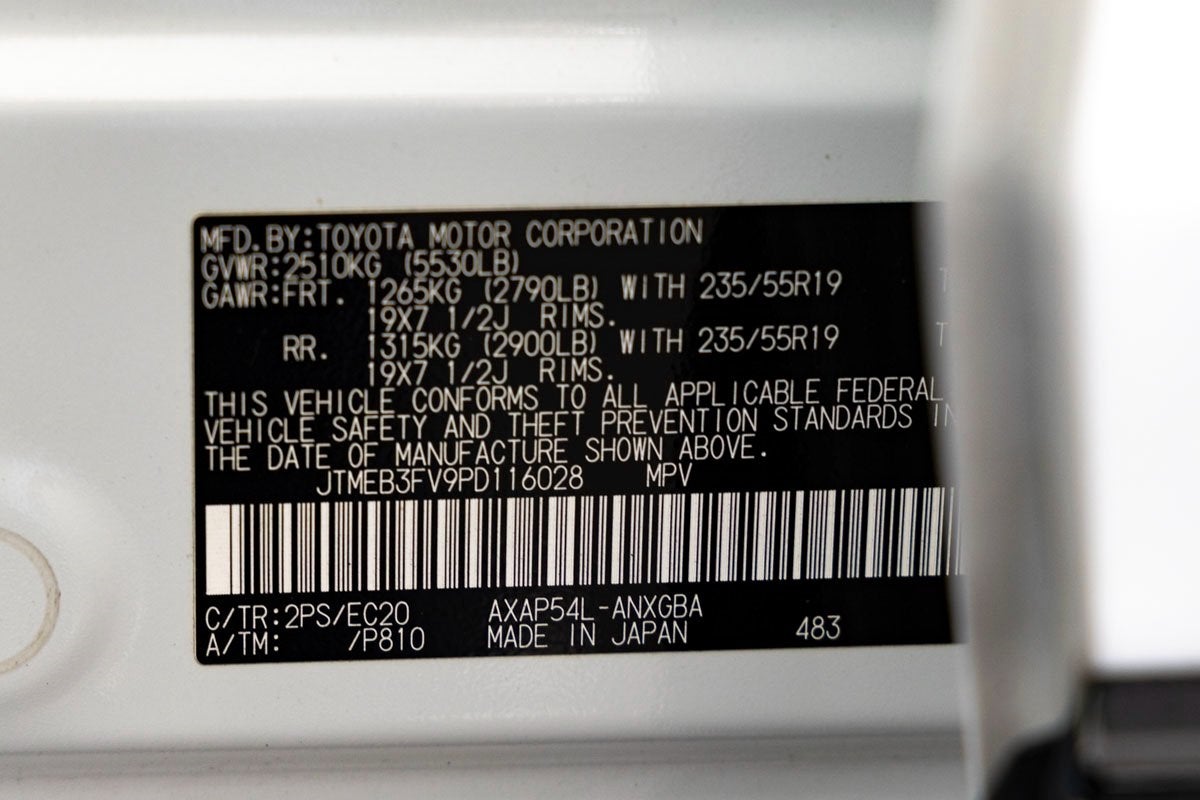 MFD.BY:TOYOTA MOTOR CORPORATION
GVWR:2510KG (5530LB)
GAWR:FRT. 1265KG (2790LB) WITH 235/55R19 T
19X7 1/2J RIMS.
RR. 1315KG (2900LB) WITH 235/55R19 T
19X7 1/2J RIMS.
THIS VEHICLE CONFORMS TO ALL APPLICABLE FEDERAL
VEHICLE SAFETY AND THEFT PREVENTION STANDARDS IN
THE DATE OF MANUFACTURE SHOWN ABOVE.
JTMEB3FV9PD116028 MPV
C/TR:2PS/EC20 AXAP54L-ANXGBA
A/TM: /P810 MADE IN JAPAN 483